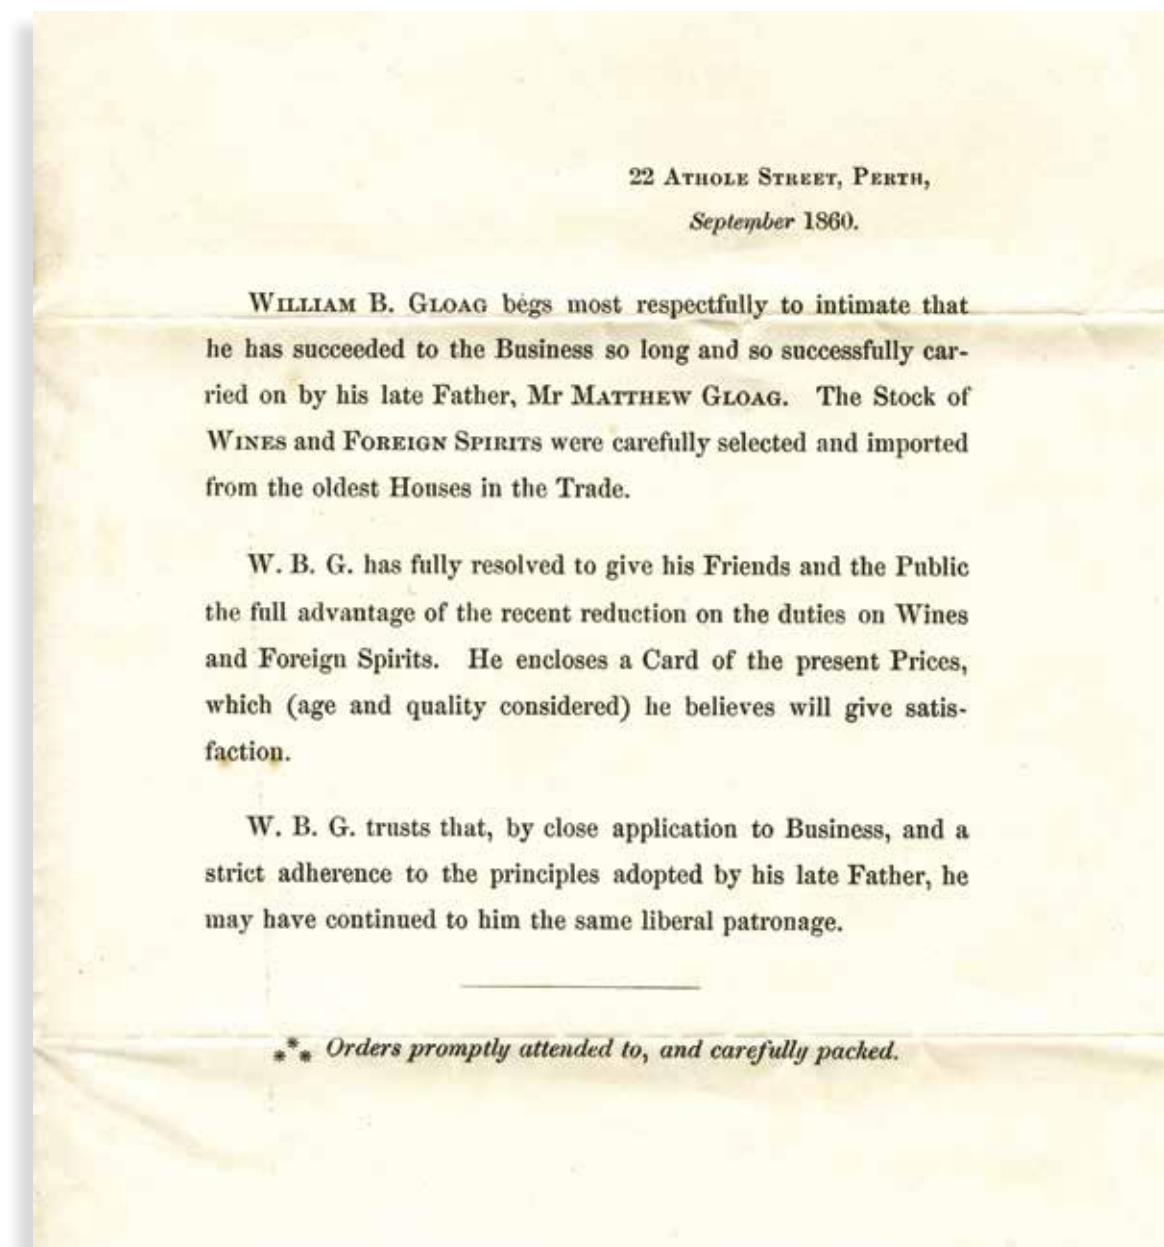 22 Athole Street, Perth,
September 1860.
William B. Gloag begs most respectfully to intimate that
he has succeeded to the Business so long and so successfully car-
ried on by his late Father, Mr Matthew Gloag. The Stock of
Wines and Foreign Spirits were carefully selected and imported
from the oldest Houses in the Trade.
W. B. G. has fully resolved to give his Friends and the Public
the full advantage of the recent reduction on the duties on Wines
and Foreign Spirits. He encloses a Card of the present Prices,
which (age and quality considered) he believes will give satis-
faction.
W. B. G. trusts that, by close application to Business, and a
strict adherence to the principles adopted by his late Father, he
may have continued to him the same liberal patronage.
⁂ Orders promptly attended to, and carefully packed.